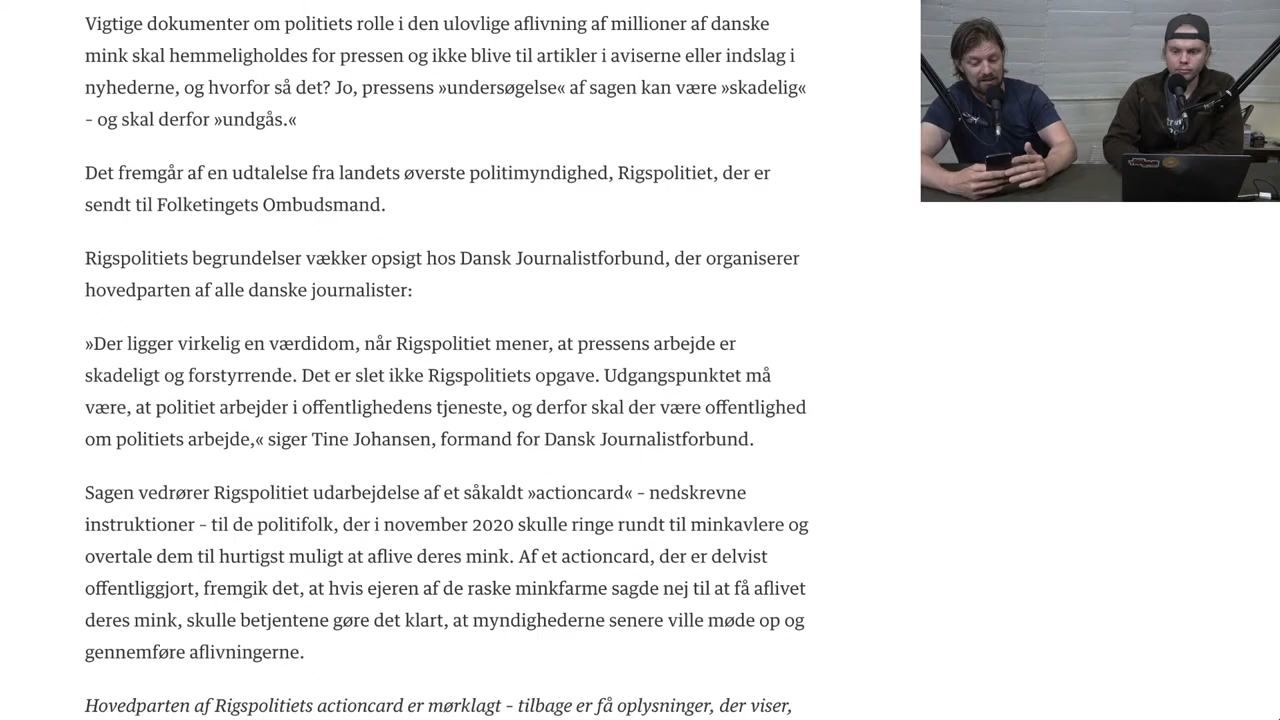 Vigtige dokumenter om politiets rolle i den ulovlige aflivning af millioner af danske
mink skal hemmeligholdes for pressen og ikke blive til artikler i aviserne eller indslag i
nyhederne, og hvorfor så det? Jo, pressens »undersøgelse« af sagen kan være »skadelig«
– og skal derfor »undgås.«
Det fremgår af en udtalelse fra landets øverste politimyndighed, Rigspolitiet, der er
sendt til Folketingets Ombudsmand.
Rigspolitiets begrundelser vækker opsigt hos Dansk Journalistforbund, der organiserer
hovedparten af alle danske journalister:
»Der ligger virkelig en værdidom, når Rigspolitiet mener, at pressens arbejde er
skadeligt og forstyrrende. Det er slet ikke Rigspolitiets opgave. Udgangspunktet må
være, at politiet arbejder i offentlighedens tjeneste, og derfor skal der være offentlighed
om politiets arbejde,« siger Tine Johansen, formand for Dansk Journalistforbund.
Sagen vedrører Rigspolitiet udarbejdelse af et såkaldt »actioncard« – nedskrevne
instruktioner – til de politifolk, der i november 2020 skulle ringe rundt til minkavlere og
overtale dem til hurtigst muligt at aflive deres mink. Af et actioncard, der er delvist
offentliggjort, fremgik det, at hvis ejeren af de raske minkfarme sagde nej til at få aflivet
deres mink, skulle betjentene gøre det klart, at myndighederne senere ville møde op og
gennemføre aflivningerne.
Hovedparten af Rigspolitiets actioncard er mørklagt – tilbage er få oplysninger, der viser,